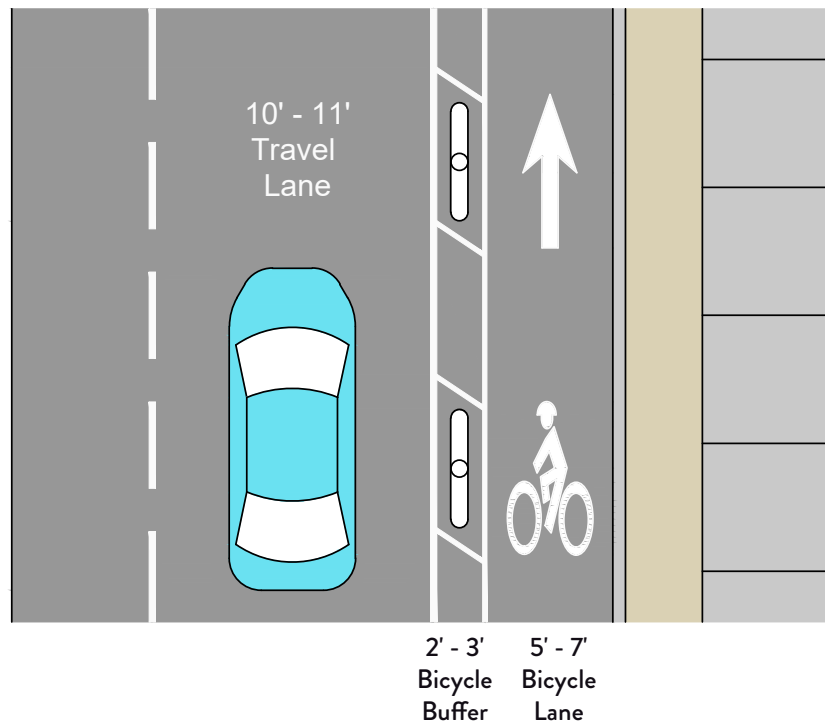 10' - 11'
Travel
Lane
2' - 3'
Bicycle
Buffer
5' - 7'
Bicycle
Lane